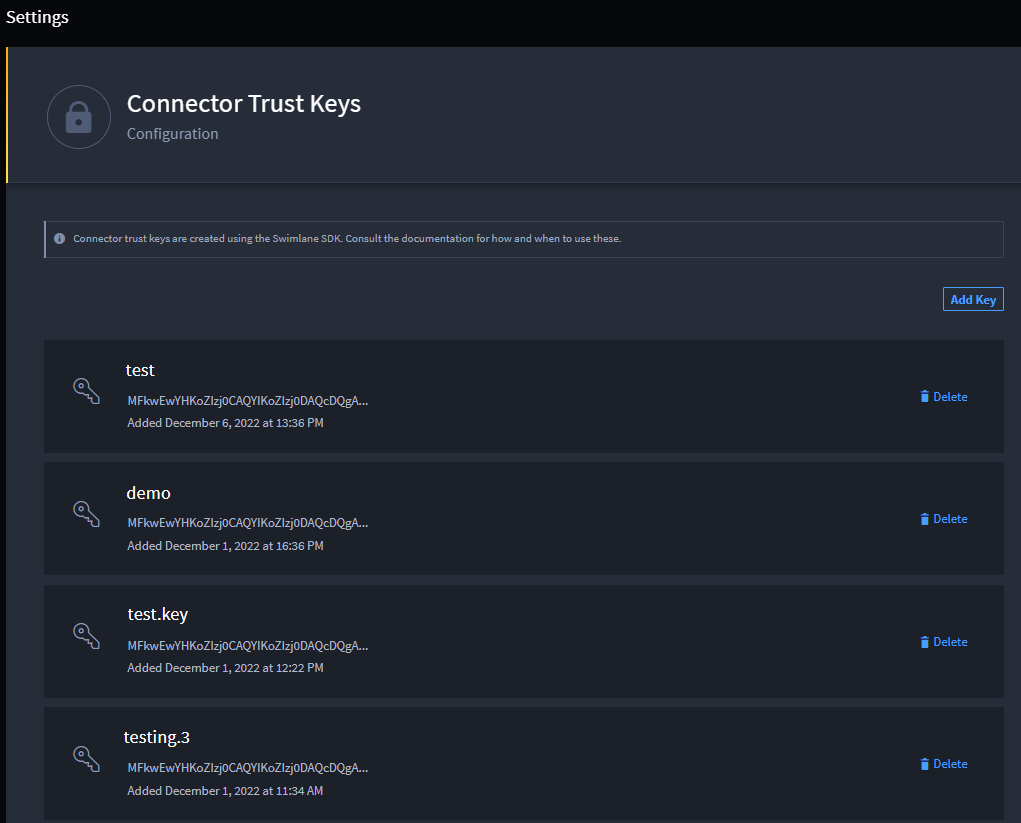 Settings
Connector Trust Keys
Configuration
Connector trust keys are created using the Swimlane SDK. Consult the documentation for how and when to use these.
Add Key
test
MFkwEwYHKoZIzj0CAQYIKoZIzj0DAQcDQgA...
Added December 6, 2022 at 13:36 PM
Delete
demo
MFkwEwYHKoZIzj0CAQYIKoZIzj0DAQcDQgA...
Added December 1, 2022 at 16:36 PM
Delete
test.key
MFkwEwYHKoZIzj0CAQYIKoZIzj0DAQcDQgA...
Added December 1, 2022 at 12:22 PM
Delete
testing.3
MFkwEwYHKoZIzj0CAQYIKoZIzj0DAQcDQgA...
Added December 1, 2022 at 11:34 AM
Delete